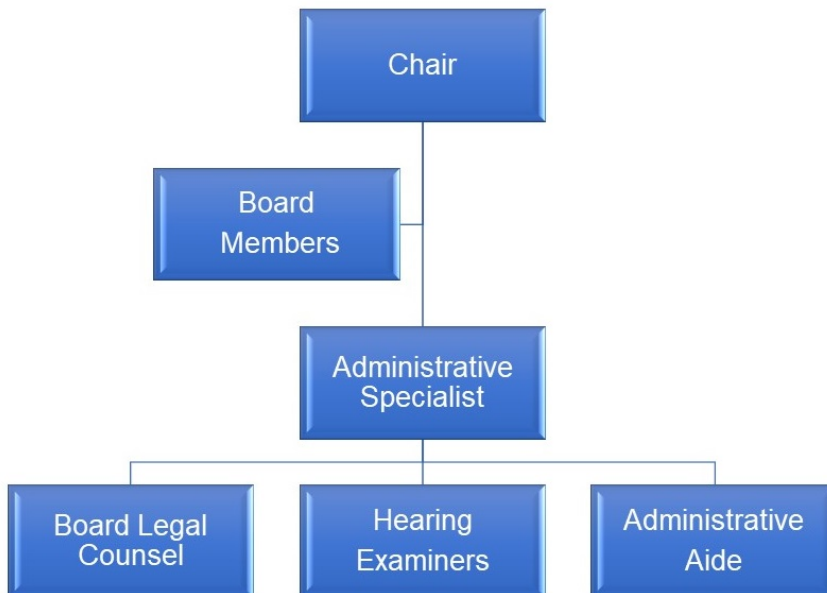 Chair
Board
Members
Administrative
Specialist
Board Legal
Counsel
Hearing
Examiners
Administrative
Aide